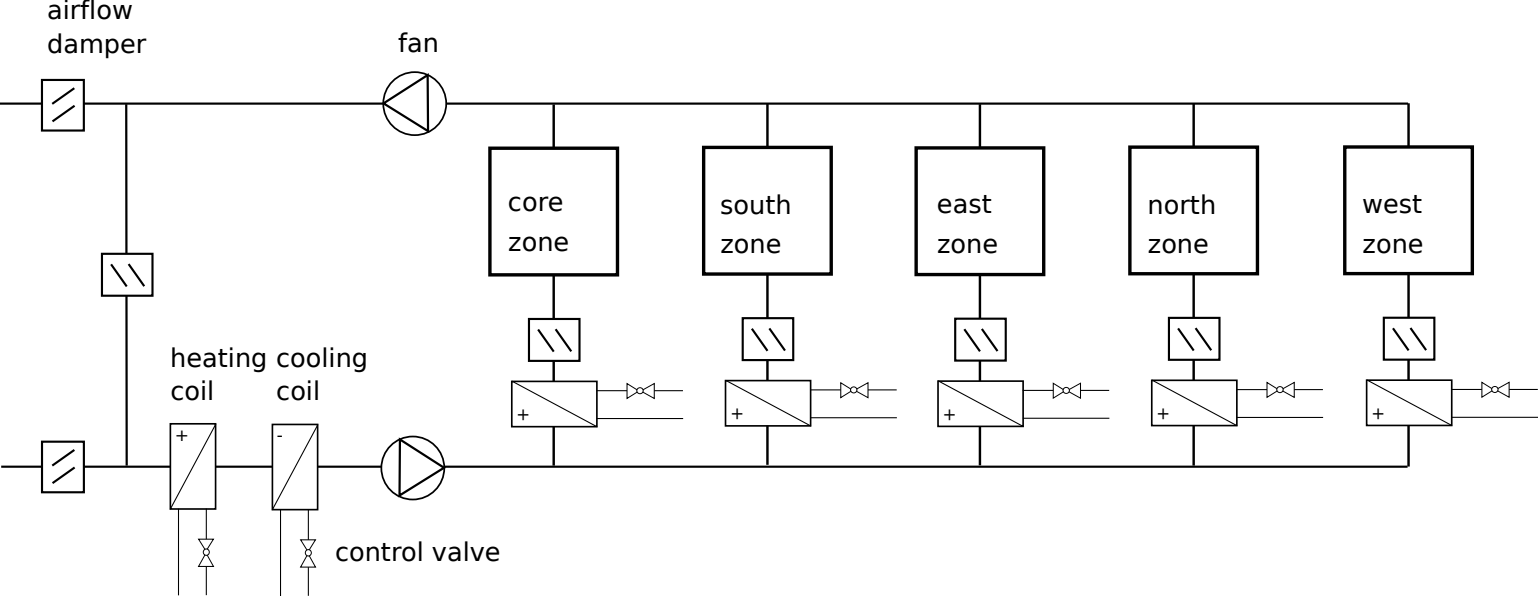 airflow
damper
fan
core
zone
south
zone
east
zone
north
zone
west
zone
heating
coil
cooling
coil
+
-
+
+
+
+
+
control valve